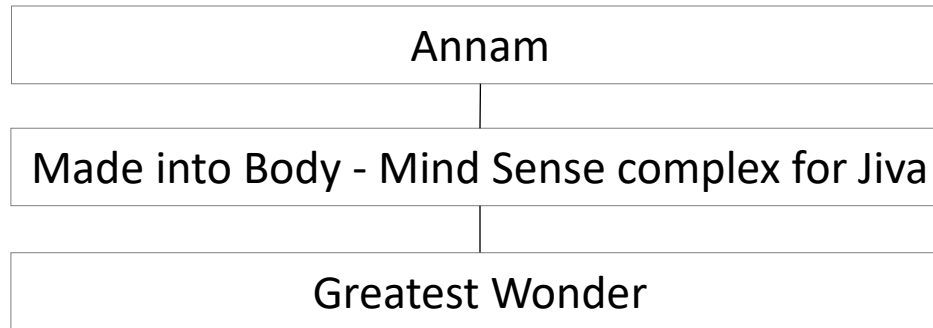 Annam
Made into Body - Mind Sense complex for Jiva
Greatest Wonder